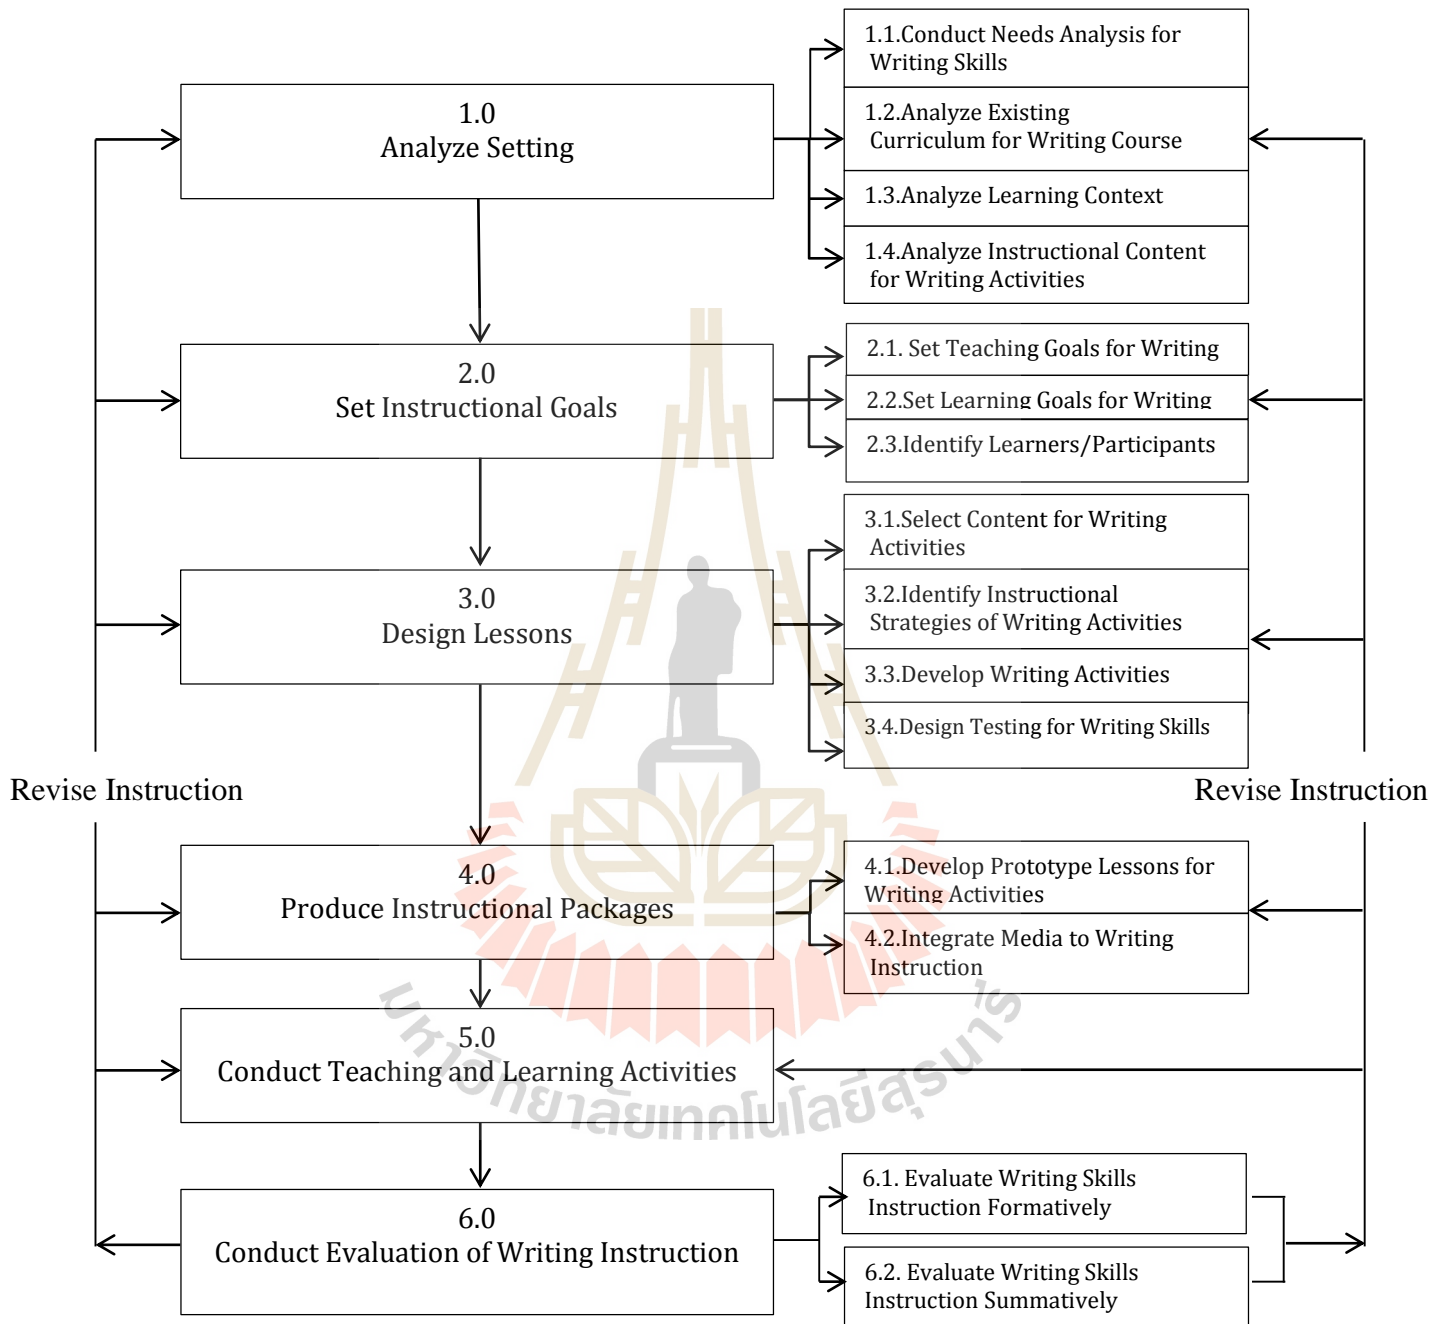 1.0
Analyze Setting
1.1.Conduct Needs Analysis for
Writing Skills
1.2.Analyze Existing
Curriculum for Writing Course
1.3.Analyze Learning Context
1.4.Analyze Instructional Content
for Writing Activities
2.0
Set Instructional Goals
2.1. Set Teaching Goals for Writing
2.2.Set Learning Goals for Writing
2.3.Identify Learners/Participants
3.0
Design Lessons
3.1.Select Content for Writing
Activities
3.2.Identify Instructional
Strategies of Writing Activities
3.3.Develop Writing Activities
3.4.Design Testing for Writing Skills
Revise Instruction
Revise Instruction
4.0
Produce Instructional Packages
4.1.Develop Prototype Lessons for
Writing Activities
4.2.Integrate Media to Writing
Instruction
5.0
Conduct Teaching and Learning Activities
มหาวิทยาลัยเทคโนโลยีสุรนารี
6.0
Conduct Evaluation of Writing Instruction
6.1. Evaluate Writing Skills
Instruction Formatively
6.2. Evaluate Writing Skills
Instruction Summatively